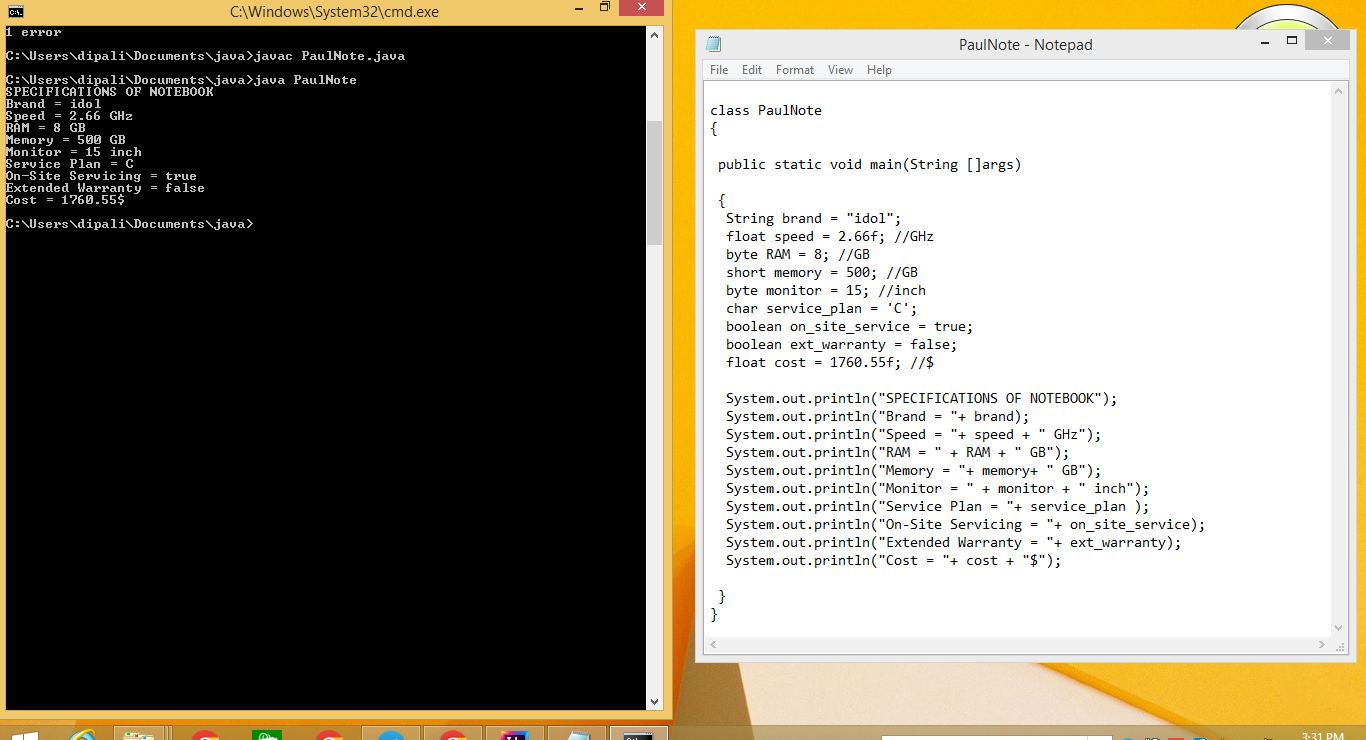 C:\Windows\System32\cmd.exe
1 error
C:\Users\dipali\Documents\java>javac PaulNote.java
C:\Users\dipali\Documents\java>java PaulNote
SPECIFICATIONS OF NOTEBOOK
Brand = idol
Speed = 2.66 GHz
RAM = 8 GB
Memory = 500 GB
Monitor = 15 inch
Service Plan = C
On-Site Servicing = true
Extended Warranty = false
Cost = 1760.55$
C:\Users\dipali\Documents\java>
PaulNote - Notepad
File Edit Format View Help
class PaulNote
{
public static void main(String []args)
{
String brand = "idol";
float speed = 2.66f; //GHz
byte RAM = 8; //GB
short memory = 500; //GB
byte monitor = 15; //inch
char service_plan = 'C';
boolean on_site_service = true;
boolean ext_warranty = false;
float cost = 1760.55f; //$
System.out.println("SPECIFICATIONS OF NOTEBOOK");
System.out.println("Brand = "+ brand);
System.out.println("Speed = "+ speed + " GHz");
System.out.println("RAM = " + RAM + " GB");
System.out.println("Memory = "+ memory+ " GB");
System.out.println("Monitor = " + monitor + " inch");
System.out.println("Service Plan = "+ service_plan );
System.out.println("On-Site Servicing = "+ on_site_service);
System.out.println("Extended Warranty = "+ ext_warranty);
System.out.println("Cost = "+ cost + "$");
}
}
3:31 PM